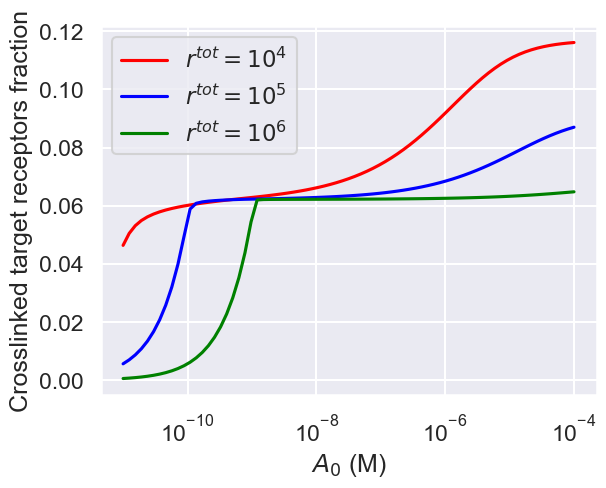 Crosslinked target receptors fraction
0.12
0.10
0.08
0.06
0.04
0.02
0.00
r^{tot} = 10^4
r^{tot} = 10^5
r^{tot} = 10^6
10^{-10}
10^{-8}
10^{-6}
10^{-4}
A_0 (M)